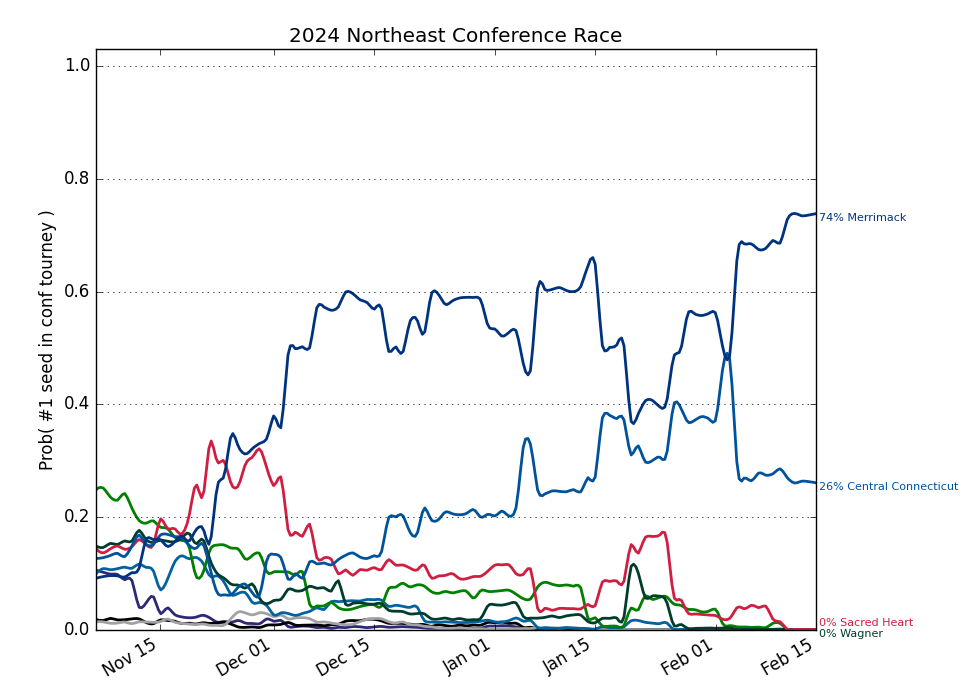 2024 Northeast Conference Race
Prob( #1 seed in conf tourney )
1.0
0.8
0.6
0.4
0.2
0.0
74% Merrimack
26% Central Connecticut
0% Sacred Heart
0% Wagner
Nov 15
Dec 01
Dec 15
Jan 01
Jan 15
Feb 01
Feb 15